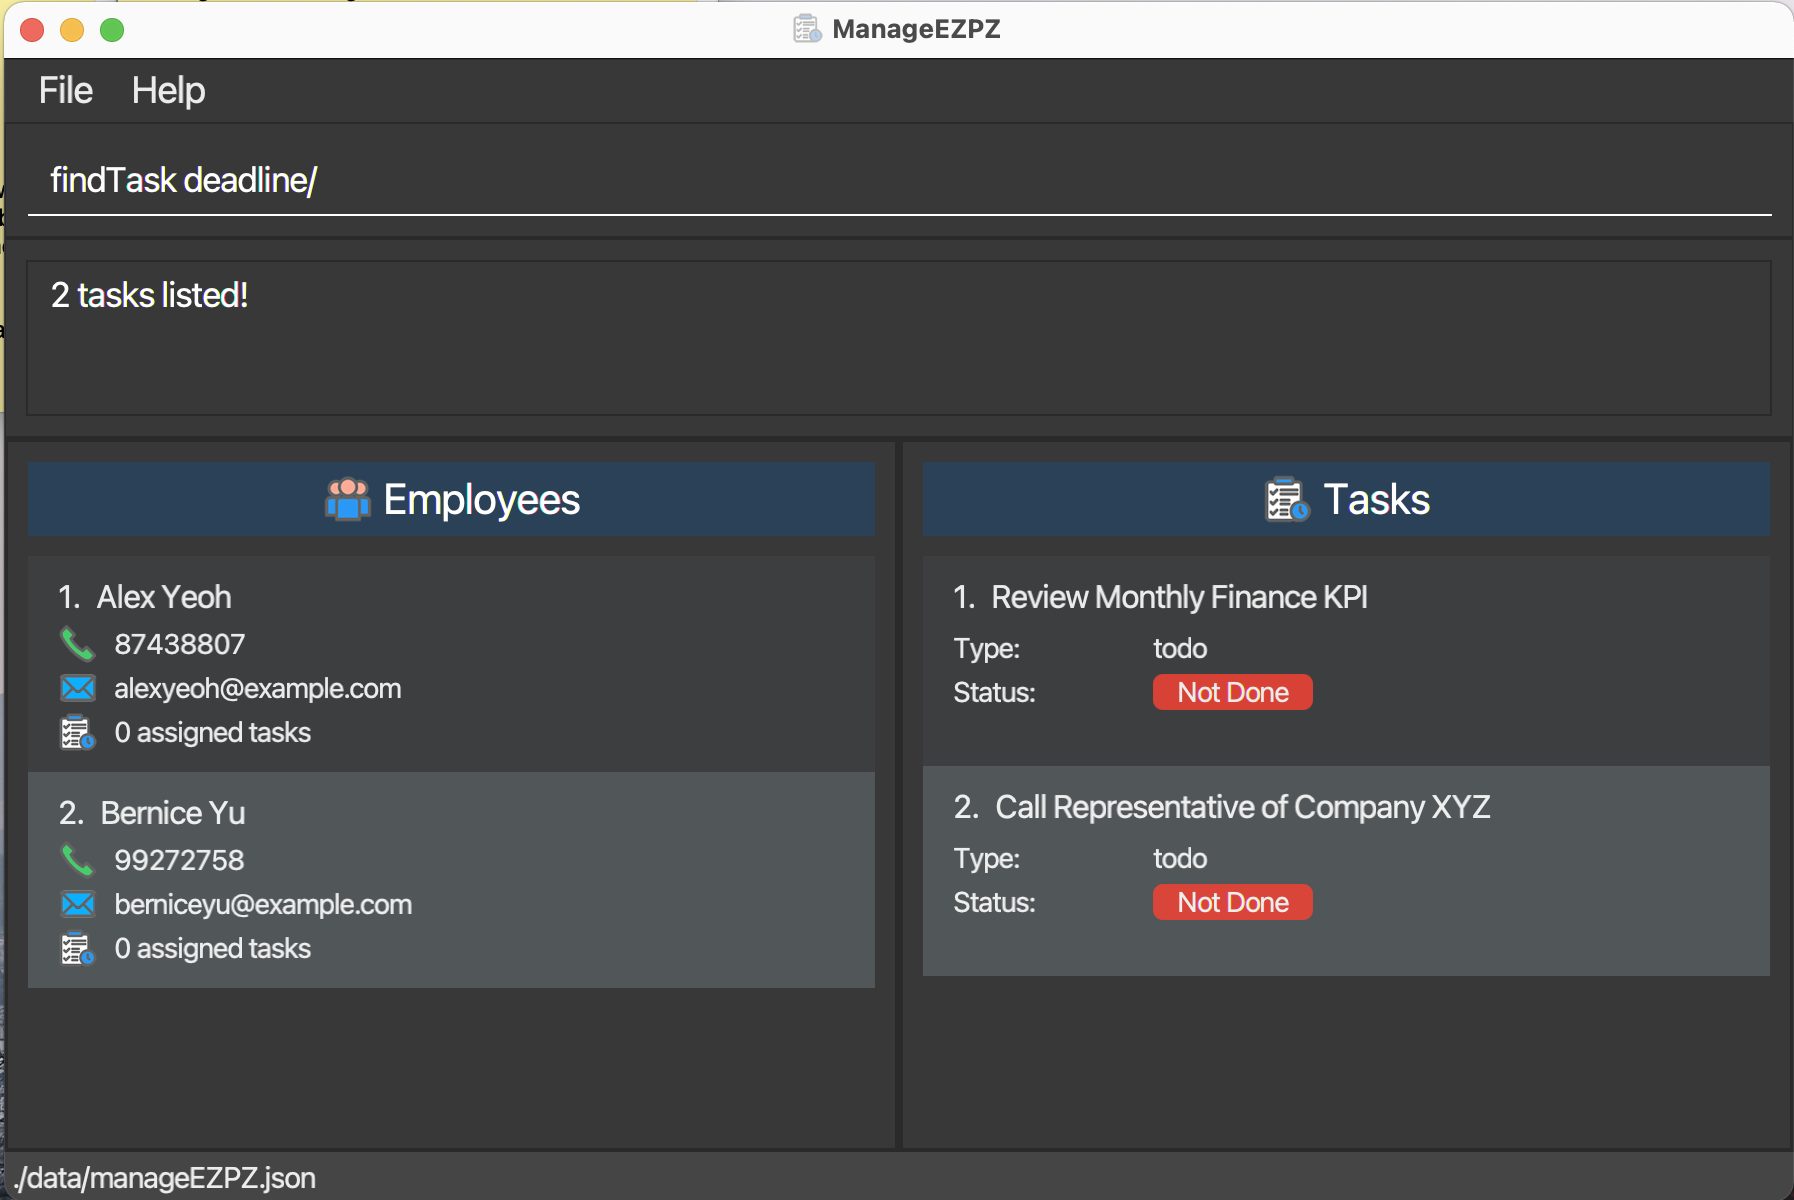 ManageEZPZ
File Help
findTask deadline/
2 tasks listed!
Employees
1. Alex Yeoh
87438807
alexyeoh@example.com
0 assigned tasks
2. Bernice Yu
99272758
berniceyu@example.com
0 assigned tasks
Tasks
1. Review Monthly Finance KPI
Type: todo
Status: Not Done
2. Call Representative of Company XYZ
Type: todo
Status: Not Done
./data/manageEZPZ.json